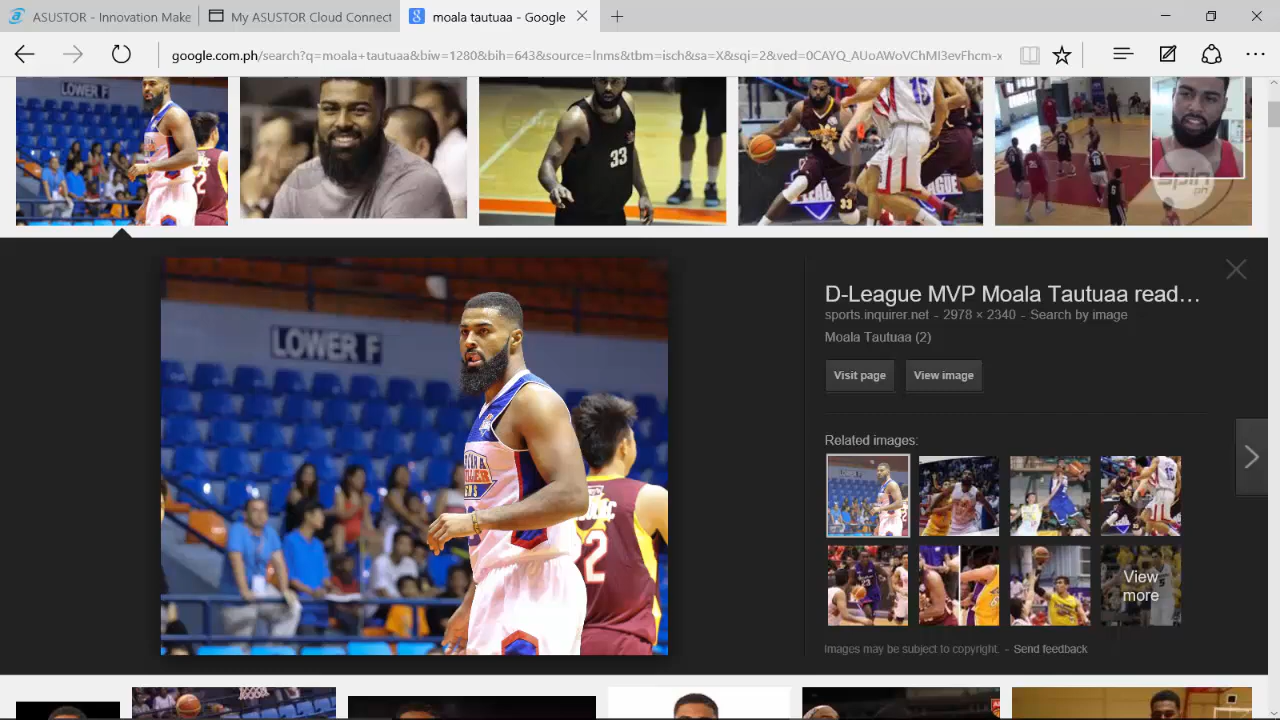 ASUSTOR - Innovation Make
My ASUSTOR Cloud Connect
moala tautuaa - Google
google.com.ph/search?q=moala+tautuaa&biw=1280&bih=643&source=lnms&tbm=isch&sa=X&sqi=2&ved=0CAYQ_AUoAWoVChMI3evFhcm-x
LOWER F
33
15
33
spin
.ph
D-League MVP Moala Tautuaa read…
sports.inquirer.net - 2978 × 2340 - Search by image
Moala Tautuaa (2)
Visit page
View image
LOWER F
Related images:
View
more
Images may be subject to copyright. - Send feedback